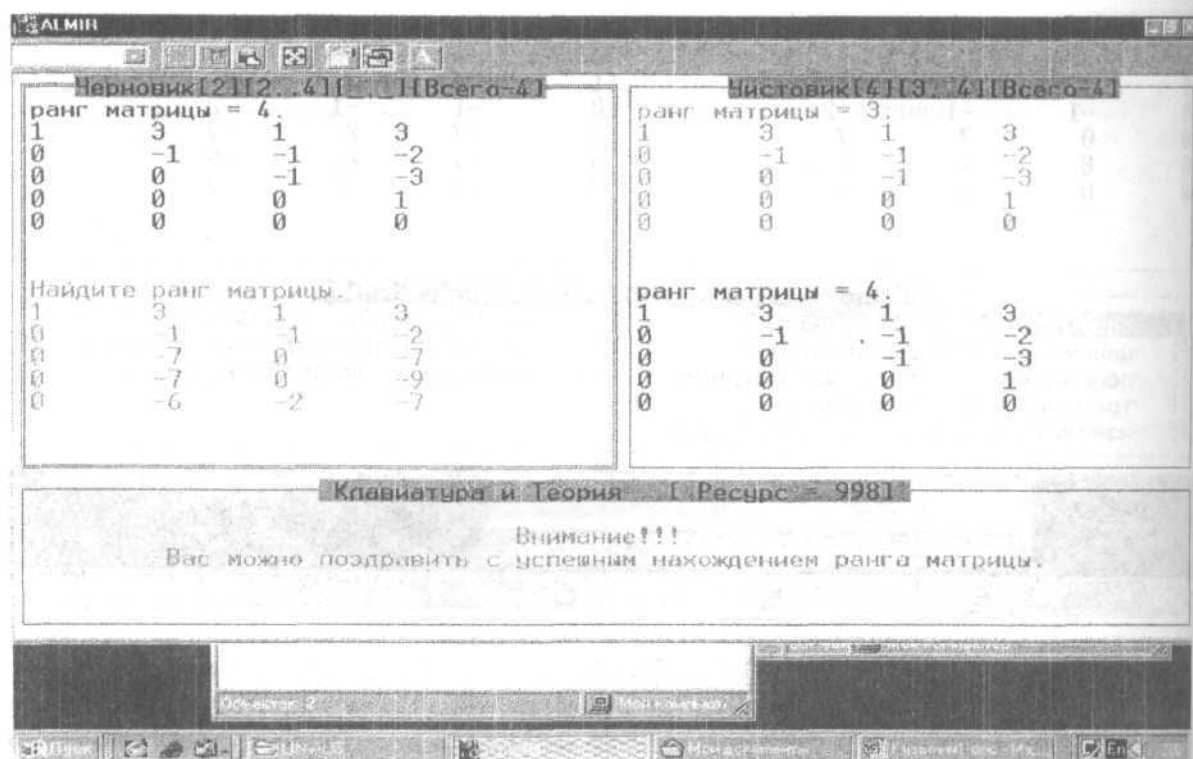 ALMIR
Черновик[2][2..4][ ][Всего-4]
ранг матрицы = 4.
1 3 1 3
0 -1 -1 -2
0 0 -1 -3
0 0 0 1
0 0 0 0
Найдите ранг матрицы.
1 3 1 3
0 -1 -1 -2
0 -7 0 -7
0 -7 0 -9
0 -6 -2 -7
Чистовик[4][3..4][Всего-4]
ранг матрицы = 3.
1 3 1 3
0 -1 -1 -2
0 0 -1 -3
0 0 0 1
0 0 0 0
ранг матрицы = 4.
1 3 1 3
0 -1 -1 -2
0 0 -1 -3
0 0 0 1
0 0 0 0
Клавиатура и Теория [ Ресурс = 998]
Внимание!!!
Вас можно поздравить с успешным нахождением ранга матрицы.
Мой компьютер
Пуск
Мои документы
En